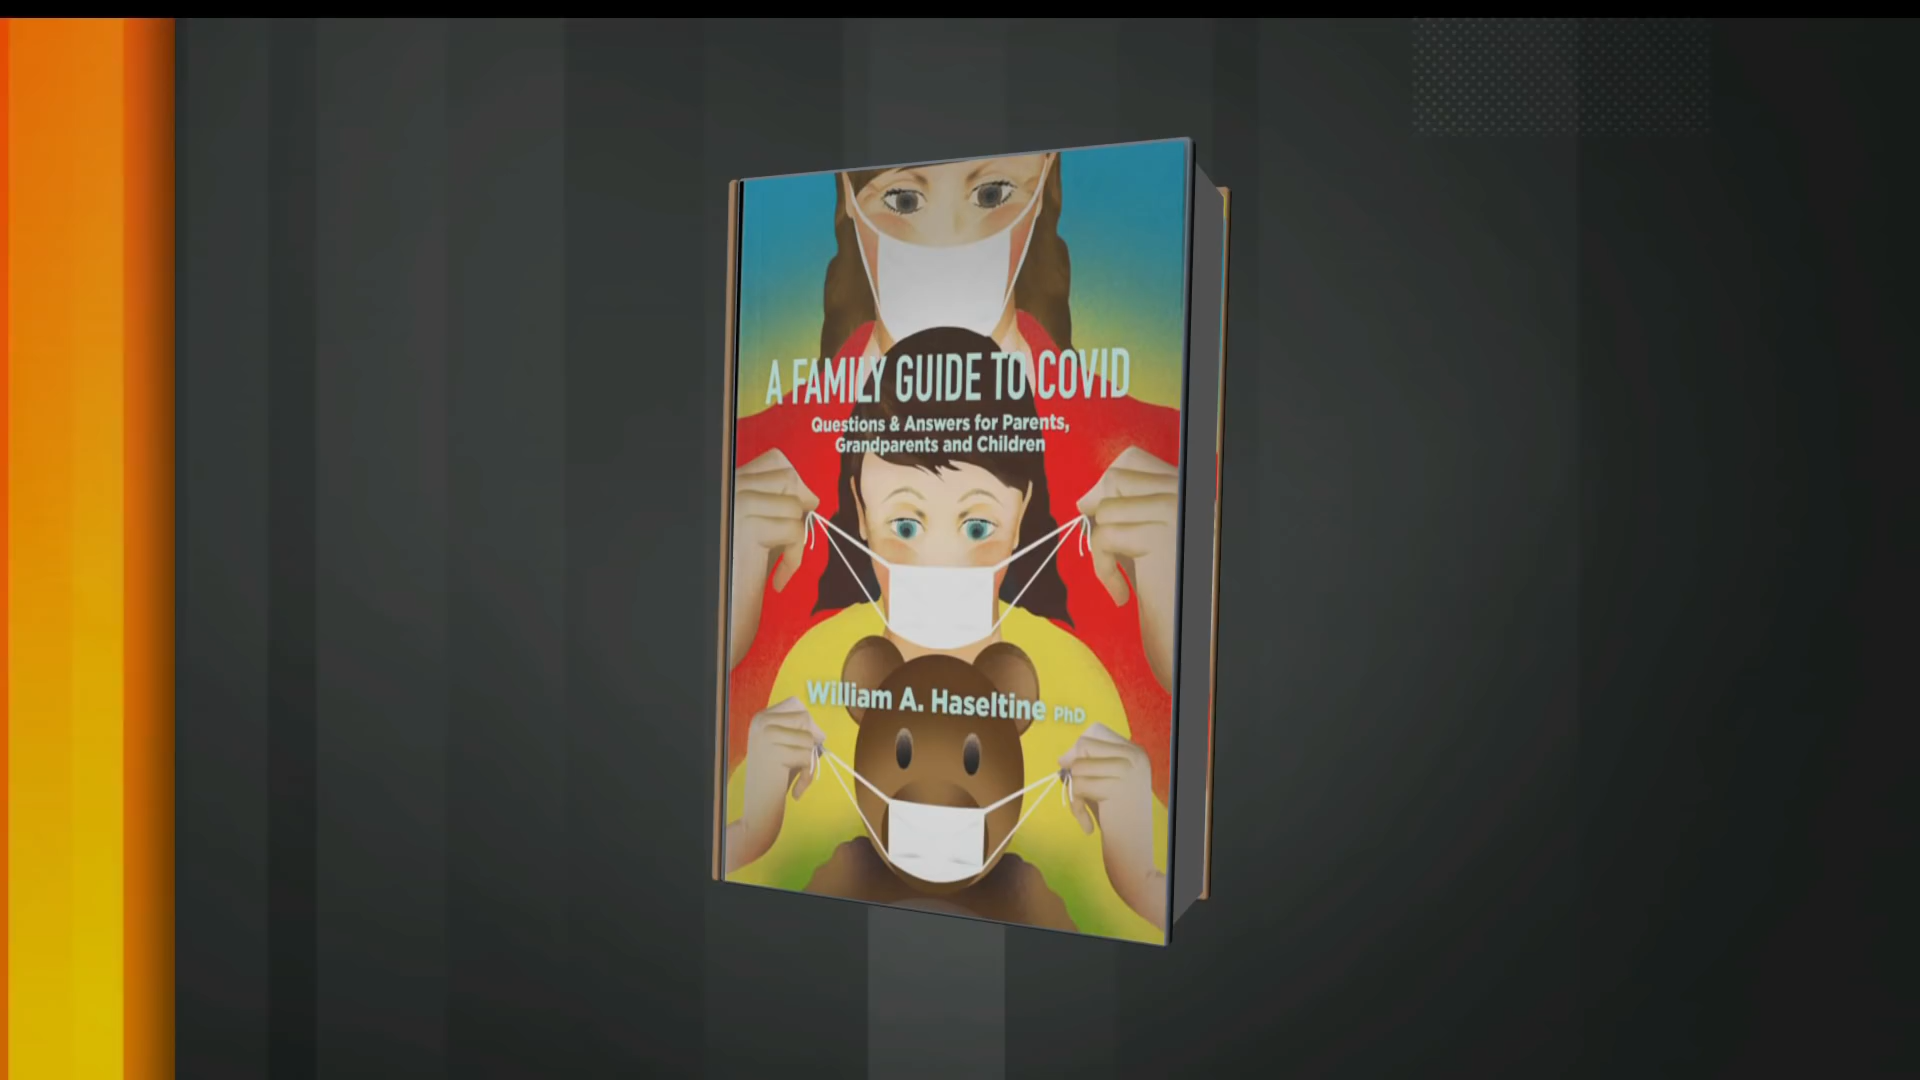 A FAMILY GUIDE TO COVID
Questions & Answers for Parents,
Grandparents and Children
William A. Haseltine PhD